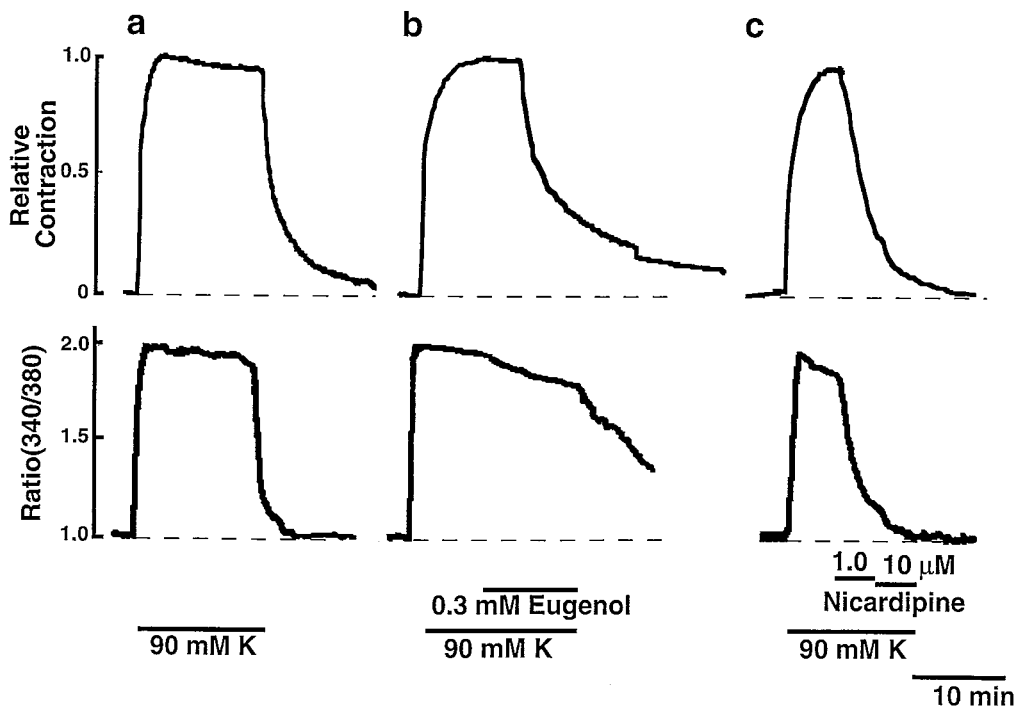 a
b
c
1.0
0.5
0
Relative
Contraction
2.0
1.5
1.0
Ratio(340/380)
1.0 10 μM
0.3 mM Eugenol
Nicardipine
90 mM K
90 mM K
90 mM K
10 min